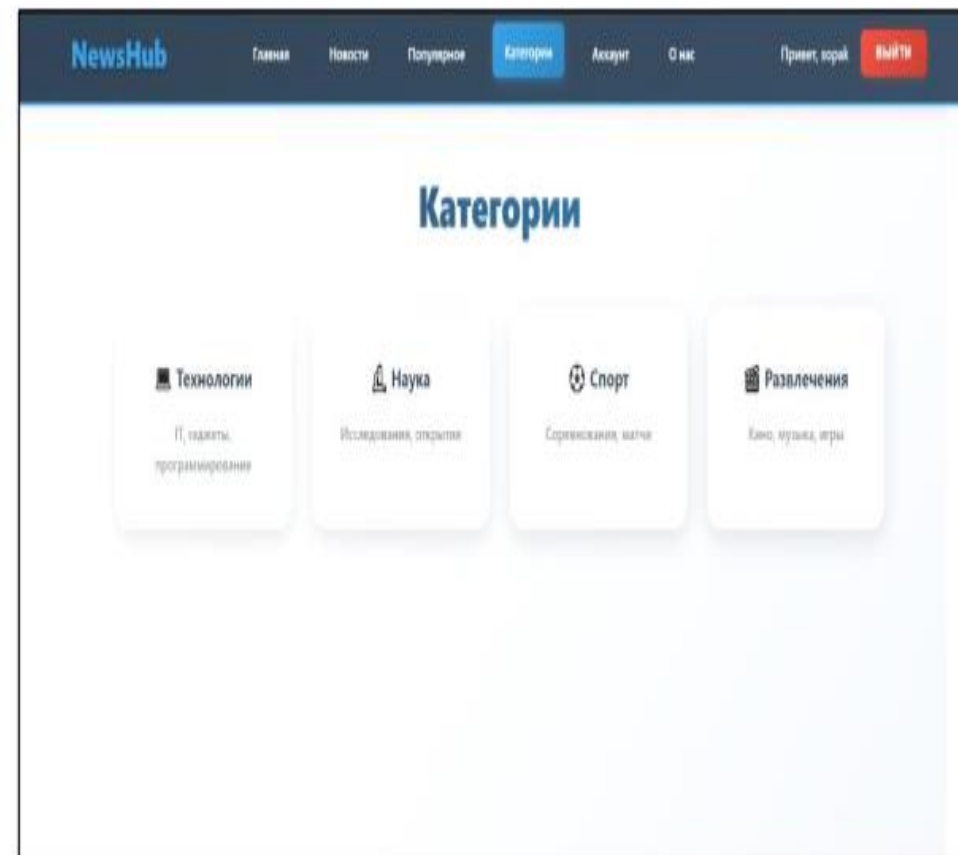 NewsHub
Главная Новости Популярное Категории Аккаунт О нас Привет, ВЫЙТИ
Категории
Технологии
IT, гаджеты,
программирование
Наука
Исследования, открытия
Спорт
Соревнования, матчи
Развлечения
Кино, музыка, игры